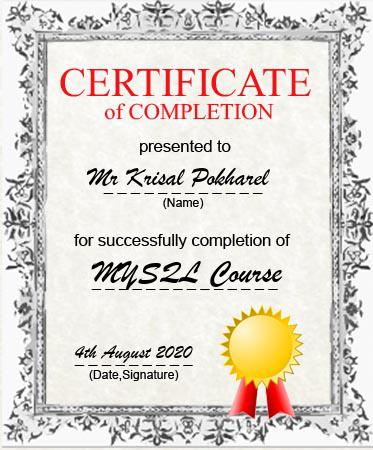 CERTIFICATE
of COMPLETION
presented to
Mr Krisal Pokharel
(Name)
for successfully completion of
MYSQL Course
4th August 2020
(Date,Signature)